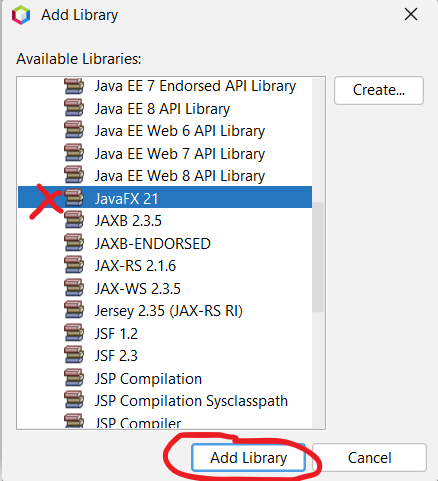 Add Library
Available Libraries:
Java EE 7 Endorsed API Library
Create...
Java EE 8 API Library
Java EE Web 6 API Library
Java EE Web 7 API Library
Java EE Web 8 API Library
JavaFX 21
JAXB 2.3.5
JAXB-ENDORSED
JAX-RS 2.1.6
JAX-WS 2.3.5
Jersey 2.35 (JAX-RS RI)
JSF 1.2
JSF 2.3
JSP Compilation
JSP Compilation Sysclasspath
JSP Compiler
Add Library
Cancel